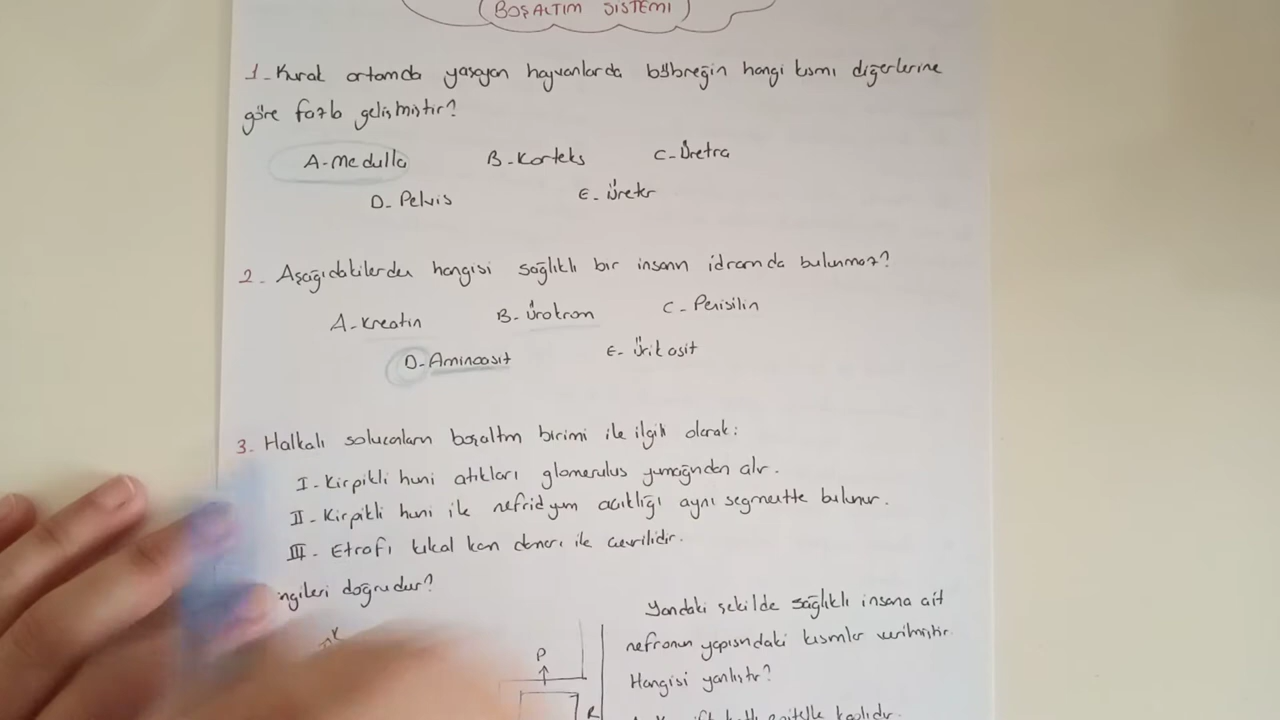 BOŞALTIM SİSTEMİ
1- Kurak ortamda yaşayan hayvanlarda böbreğin hangi kısmı diğerlerine
göre fazla gelişmiştir?
A- Medulla B- Korteks C- Üretra
D- Pelvis E- Üreter
2- Aşağıdakilerden hangisi sağlıklı bir insanın idrarında bulunmaz?
A- Kreatin B- Ürokrom C- Penisilin
D- Aminoasit E- Ürik asit
3. Halkalı solucanların boşaltım birimi ile ilgili olarak:
I- Kirpikli huni atıkları glomerulus yumağından alır.
II- Kirpikli huni ile nefridyum açıklığı aynı segmentte bulunur.
III- Etrafı kılcal kan damarı ile çevrilidir.
ngileri doğrudur?
Yandaki şekilde sağlıklı insana ait
K
nefronun yapısındaki kısımlar verilmiştir.
P
Hangisi yanlıştır?
R
epitelle kaplıdır.